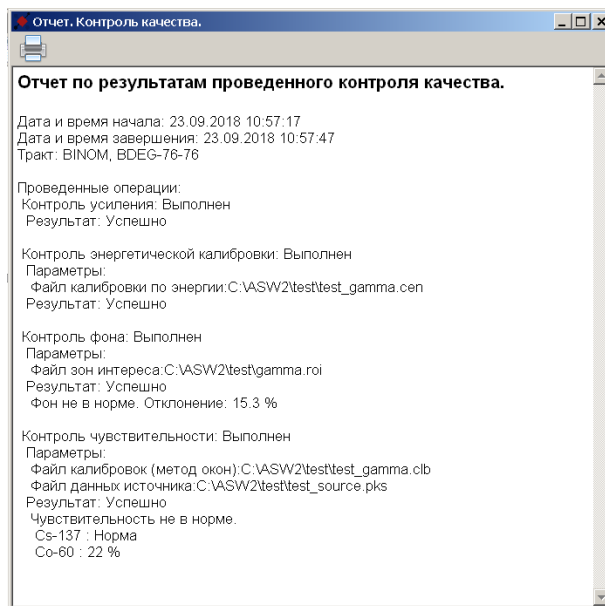 Отчет. Контроль качества.
Отчет по результатам проведенного контроля качества.
Дата и время начала: 23.09.2018 10:57:17
Дата и время завершения: 23.09.2018 10:57:47
Тракт: BINOM, BDEG-76-76
Проведенные операции:
Контроль усиления: Выполнен
Результат: Успешно
Контроль энергетической калибровки: Выполнен
Параметры:
Файл калибровки по энергии:C:\ASW2\test\test_gamma.cen
Результат: Успешно
Контроль фона: Выполнен
Параметры:
Файл зон интереса:C:\ASW2\test\gamma.roi
Результат: Успешно
Фон не в норме. Отклонение: 15.3 %
Контроль чувствительности: Выполнен
Параметры:
Файл калибровок (метод окон):C:\ASW2\test\test_gamma.clb
Файл данных источника:C:\ASW2\test\test_source.pks
Результат: Успешно
Чувствительность не в норме.
Cs-137 : Норма
Co-60 : 22 %